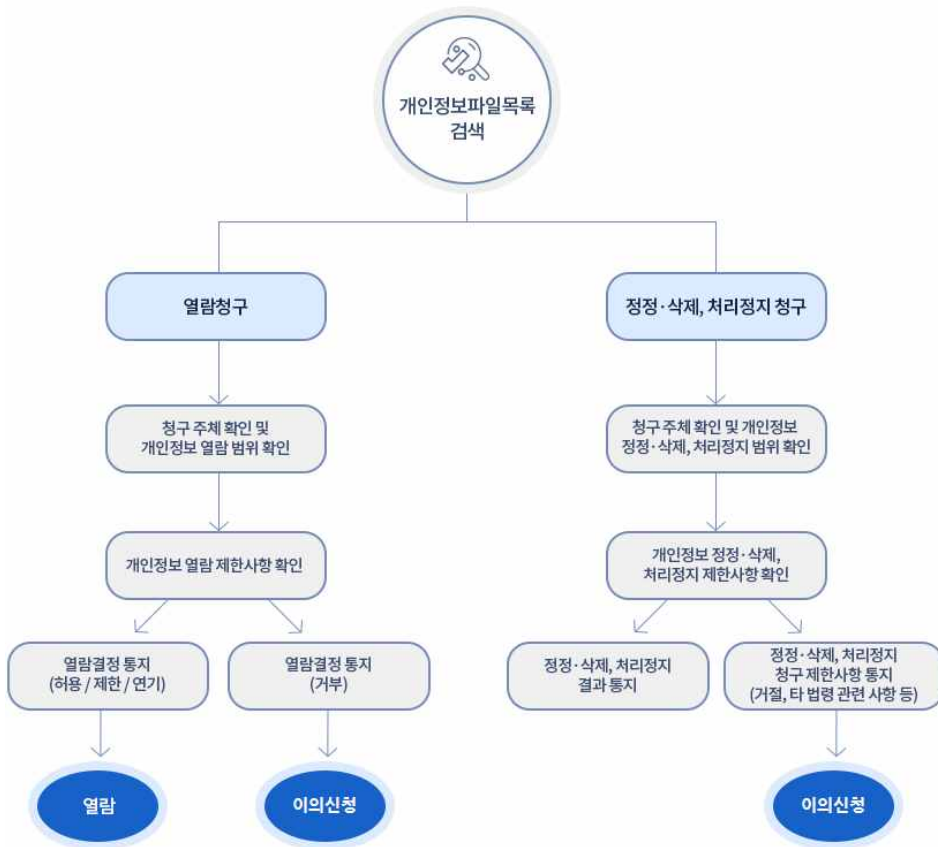 개인정보파일목록
검색
열람청구
정정·삭제, 처리정지 청구
청구 주체 확인 및
개인정보 열람 범위 확인
청구 주체 확인 및 개인정보
정정·삭제, 처리정지 범위 확인
개인정보 열람 제한사항 확인
개인정보 정정·삭제,
처리정지 제한사항 확인
열람결정 통지
(허용 / 제한 / 연기)
열람결정 통지
(거부)
정정·삭제, 처리정지
결과 통지
정정·삭제, 처리정지
청구 제한사항 통지
(거절, 타 법령 관련 사항 등)
열람
이의신청
이의신청